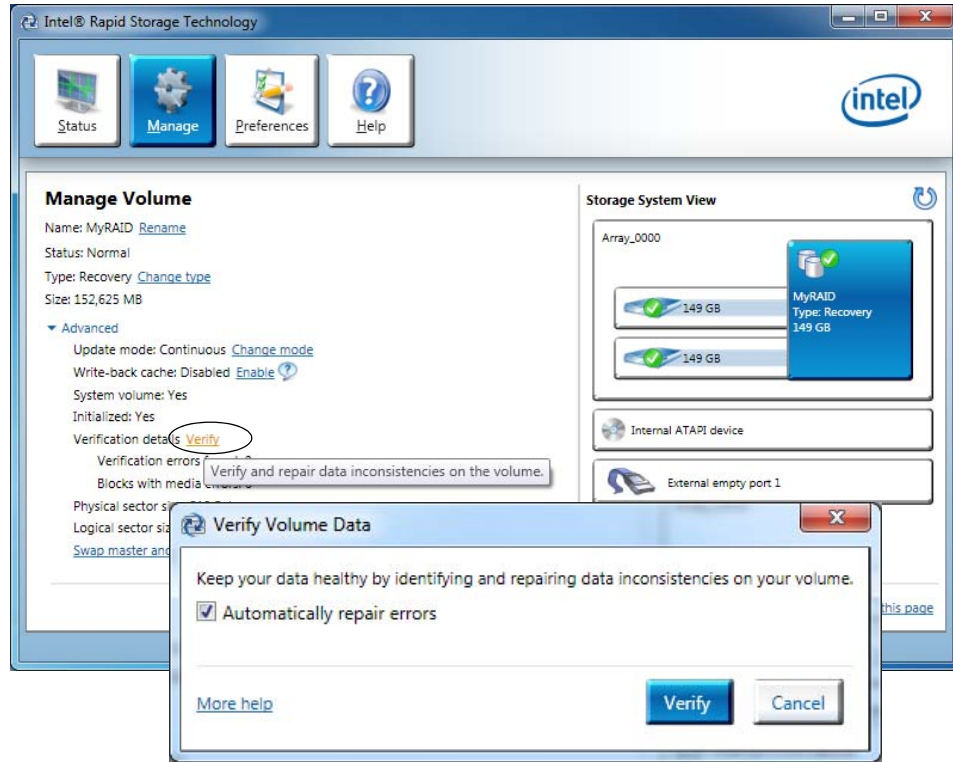 Intel® Rapid Storage Technology
Status
Manage
Preferences
Help
intel
Manage Volume
Name: MyRAID Rename
Status: Normal
Type: Recovery Change type
Size: 152,625 MB
Advanced
Update mode: Continuous Change mode
Write-back cache: Disabled Enable
System volume: Yes
Initialized: Yes
Verification details Verify
Verification errors
Verify and repair data inconsistencies on the volume.
Blocks with media
Physical sector
Logical sector
Swap master and
Storage System View
Array_0000
149 GB
149 GB
MyRAID
Type: Recovery
149 GB
Internal ATAPI device
External empty port 1
this page
Verify Volume Data
Keep your data healthy by identifying and repairing data inconsistencies on your volume.
Automatically repair errors
More help
Verify
Cancel